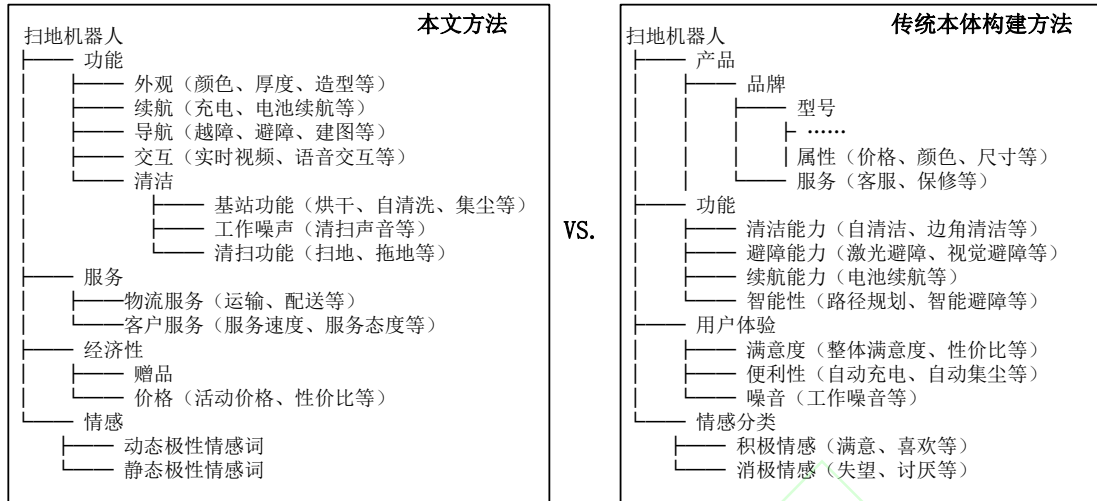 本文方法
扫地机器人
功能
外观（颜色、厚度、造型等）
续航（充电、电池续航等）
导航（越障、避障、建图等）
交互（实时视频、语音交互等）
清洁
基站功能（烘干、自清洗、集尘等）
工作噪声（清扫声音等）
清扫功能（扫地、拖地等）
服务
物流服务（运输、配送等）
客户服务（服务速度、服务态度等）
经济性
赠品
价格（活动价格、性价比等）
情感
动态极性情感词
静态极性情感词
VS.
传统本体构建方法
扫地机器人
产品
品牌
型号
……
属性（价格、颜色、尺寸等）
服务（客服、保修等）
功能
清洁能力（自清洁、边角清洁等）
避障能力（激光避障、视觉避障等）
续航能力（电池续航等）
智能性（路径规划、智能避障等）
用户体验
满意度（整体满意度、性价比等）
便利性（自动充电、自动集尘等）
噪音（工作噪音等）
情感分类
积极情感（满意、喜欢等）
消极情感（失望、讨厌等）